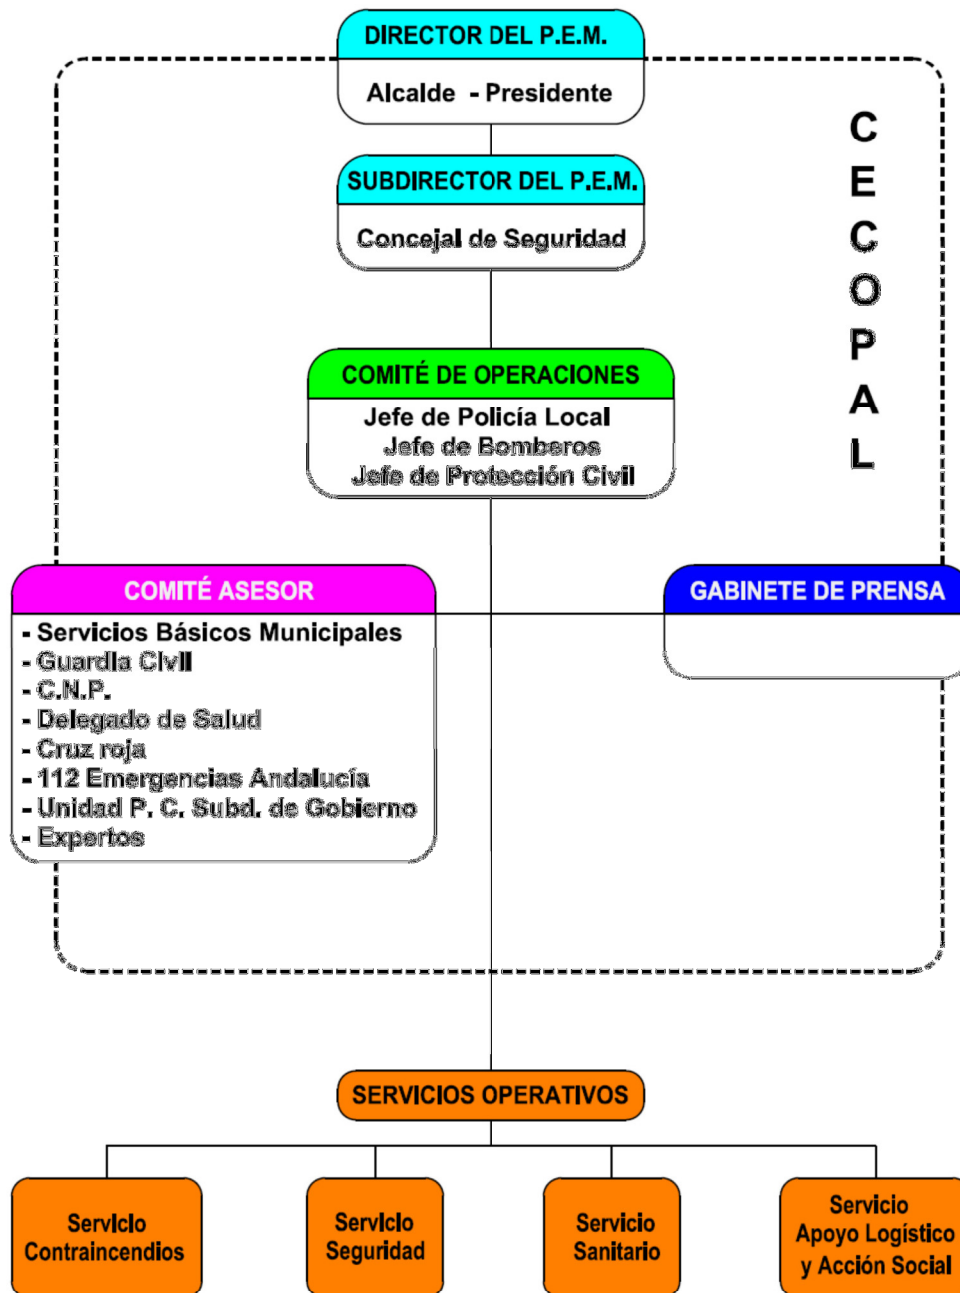 DIRECTOR DEL P.E.M.
Alcalde - Presidente
SUBDIRECTOR DEL P.E.M.
Concejal de Seguridad
CECOPAL
COMITÉ DE OPERACIONES
Jefe de Policía Local
Jefe de Bomberos
Jefe de Protección Civil
COMITÉ ASESOR
- Servicios Básicos Municipales
- Guardia Civil
- C.N.P.
- Delegado de Salud
- Cruz roja
- 112 Emergencias Andalucía
- Unidad P. C. Subd. de Gobierno
- Expertos
GABINETE DE PRENSA
SERVICIOS OPERATIVOS
Servicio
Contraincendios
Servicio
Seguridad
Servicio
Sanitario
Servicio
Apoyo Logístico
y Acción Social